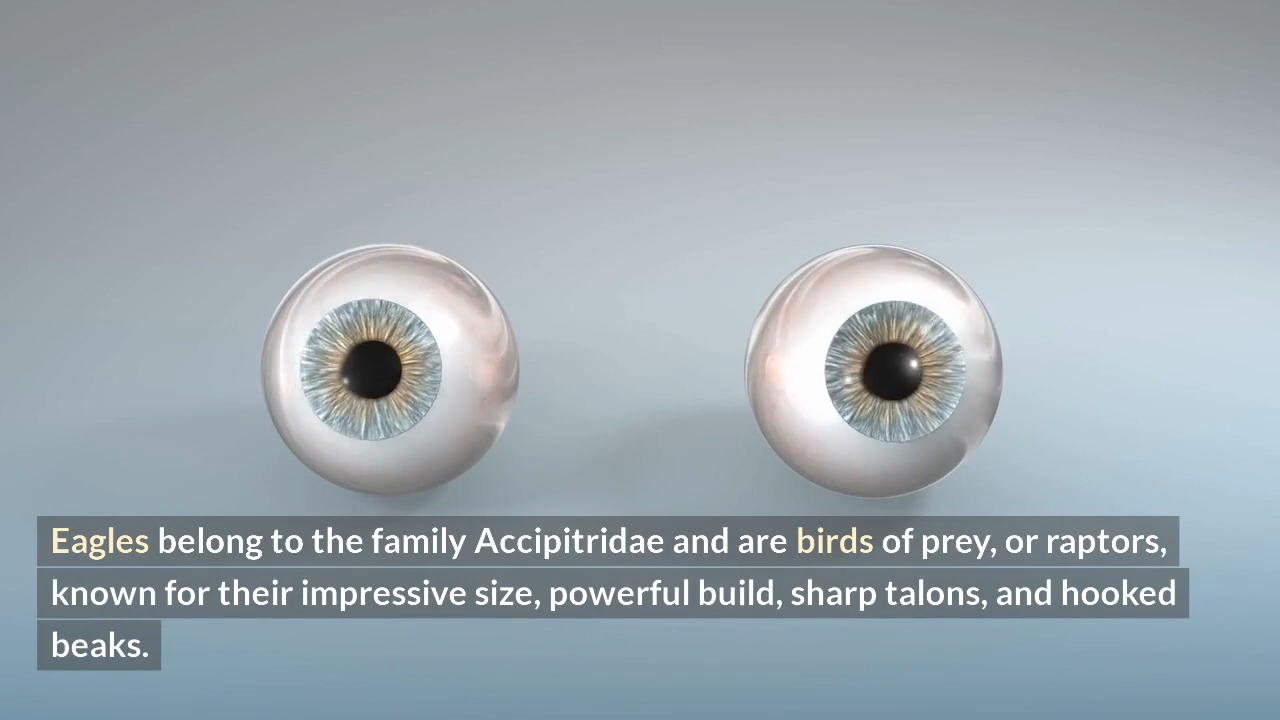 Eagles belong to the family Accipitridae and are birds of prey, or raptors,
known for their impressive size, powerful build, sharp talons, and hooked
beaks.